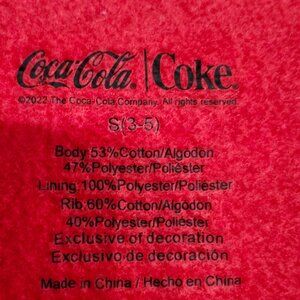 Coca-Cola. | Coke.
©2022 The Coca-Cola Company. All rights reserved.
S(3-5)
Body 53%Cotton/Algodón
47%Polyester/Poliéster
Lining:100%Polyester/Poliéster
Rib 60%Cotton/Algodón
40%Polyester/Poliéster
Exclusive of decoration
Exclusivo de decoración
Made in China / Hecho en China